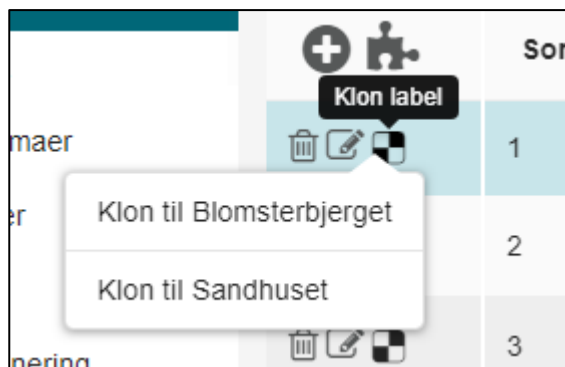 Sor
Klon label
maer
1
er
Klon til Blomsterbjerget
2
Klon til Sandhuset
3
nering